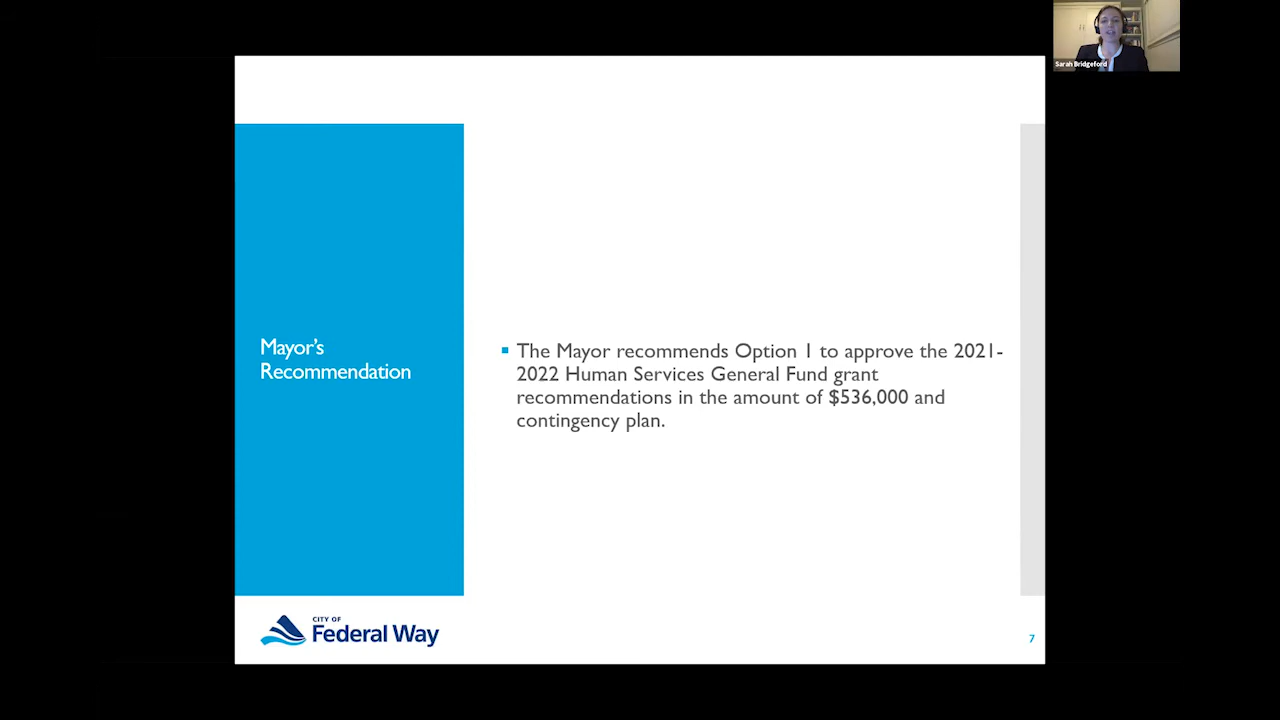 Sarah Bridgeford
Mayor's
Recommendation
▪ The Mayor recommends Option 1 to approve the 2021-
2022 Human Services General Fund grant
recommendations in the amount of $536,000 and
contingency plan.
CITY OF
Federal Way
7